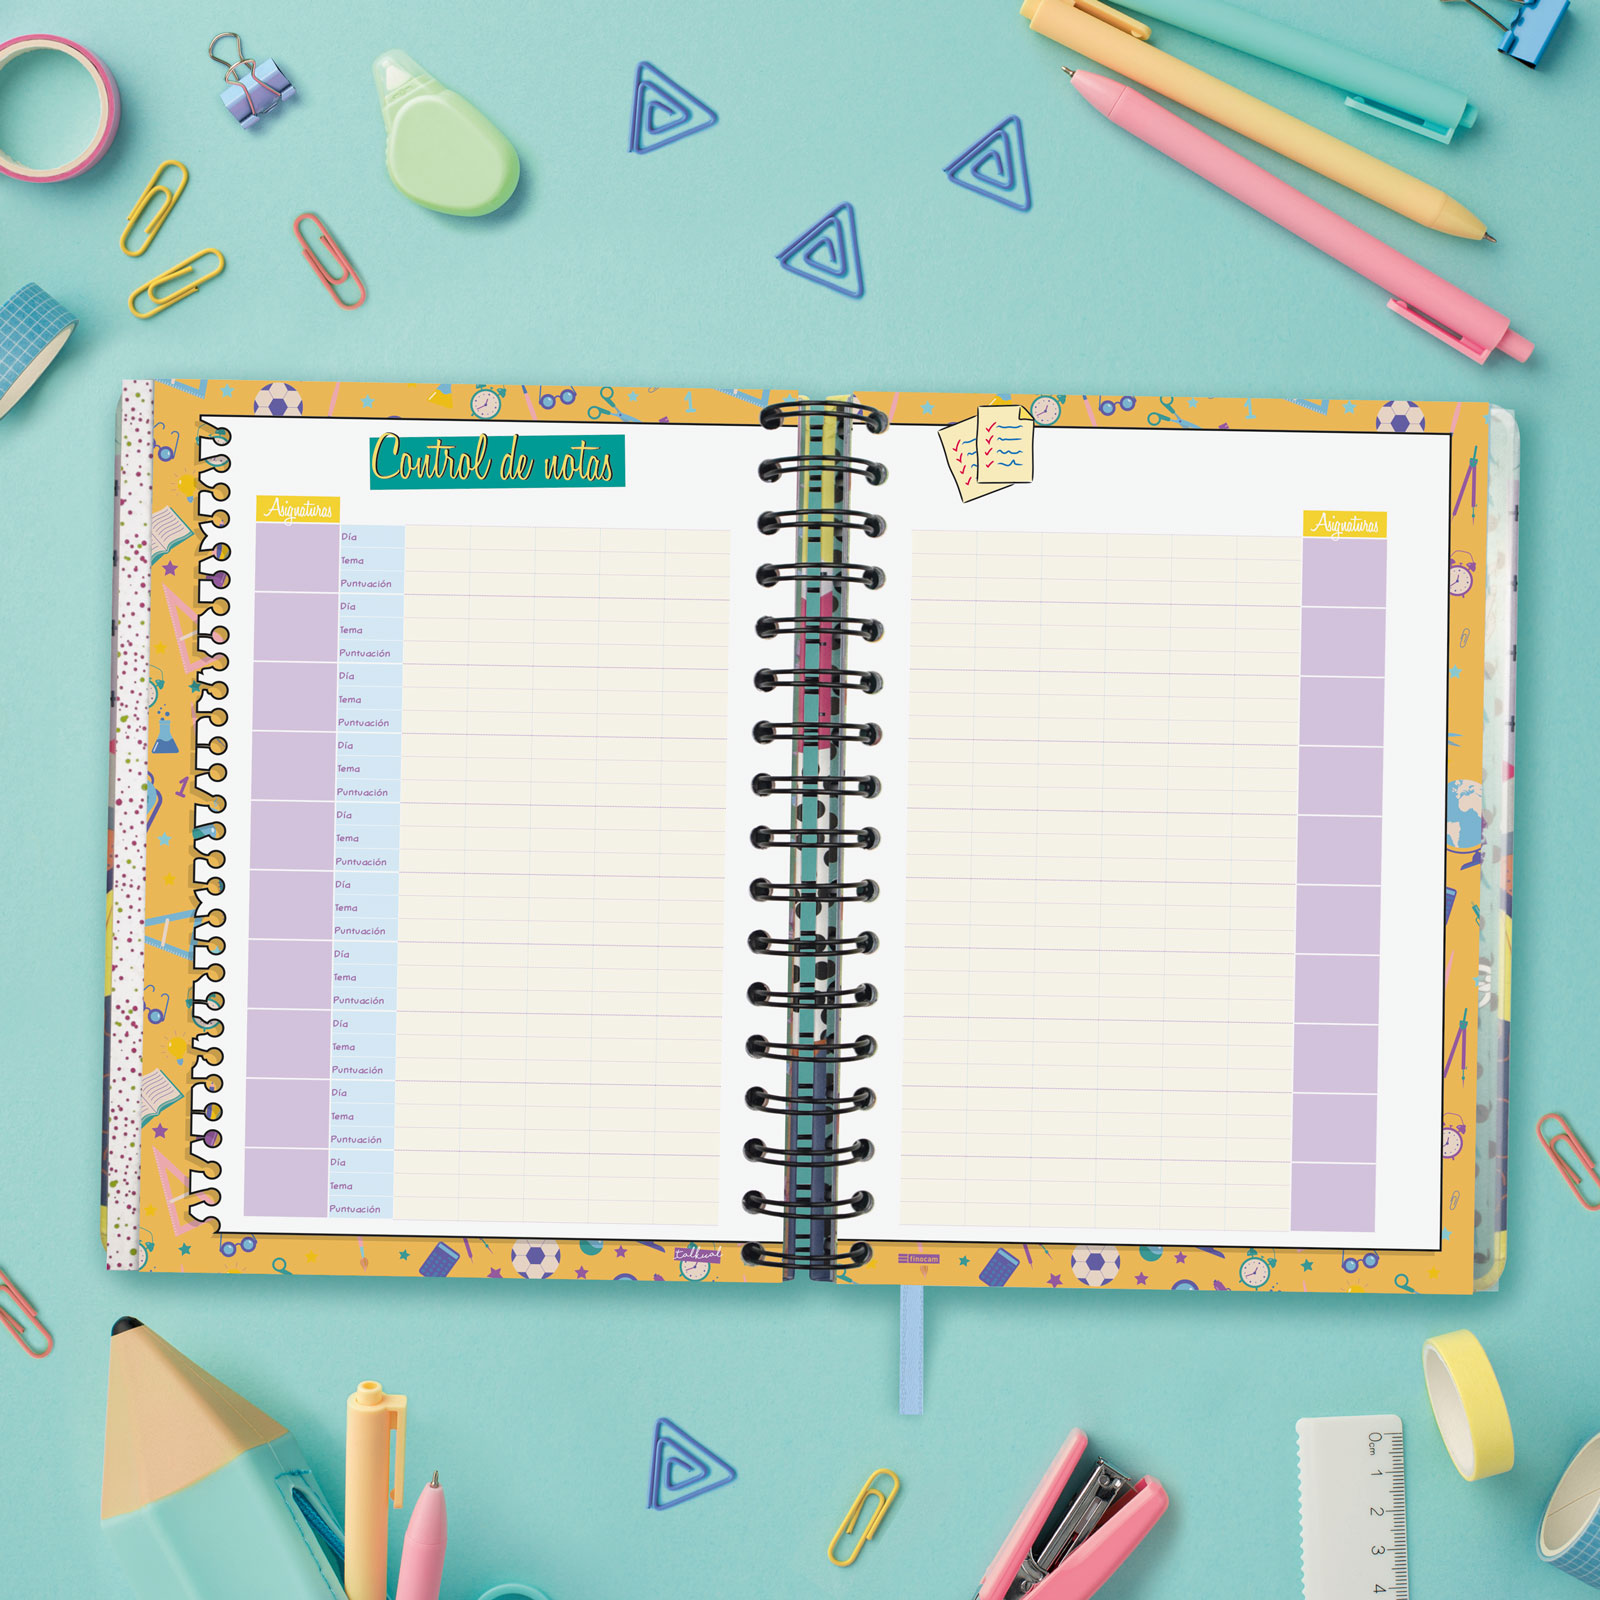 Control de notas
Asignaturas
Asignaturas
Día
Tema
Puntuación
Día
Tema
Puntuación
Día
Tema
Puntuación
Día
Tema
Puntuación
Día
Tema
Puntuación
Día
Tema
Puntuación
Día
Tema
Puntuación
Día
Tema
Puntuación
Día
Tema
Puntuación
Día
Tema
Puntuación
talkual
finocam
0cm
1
2
3
4